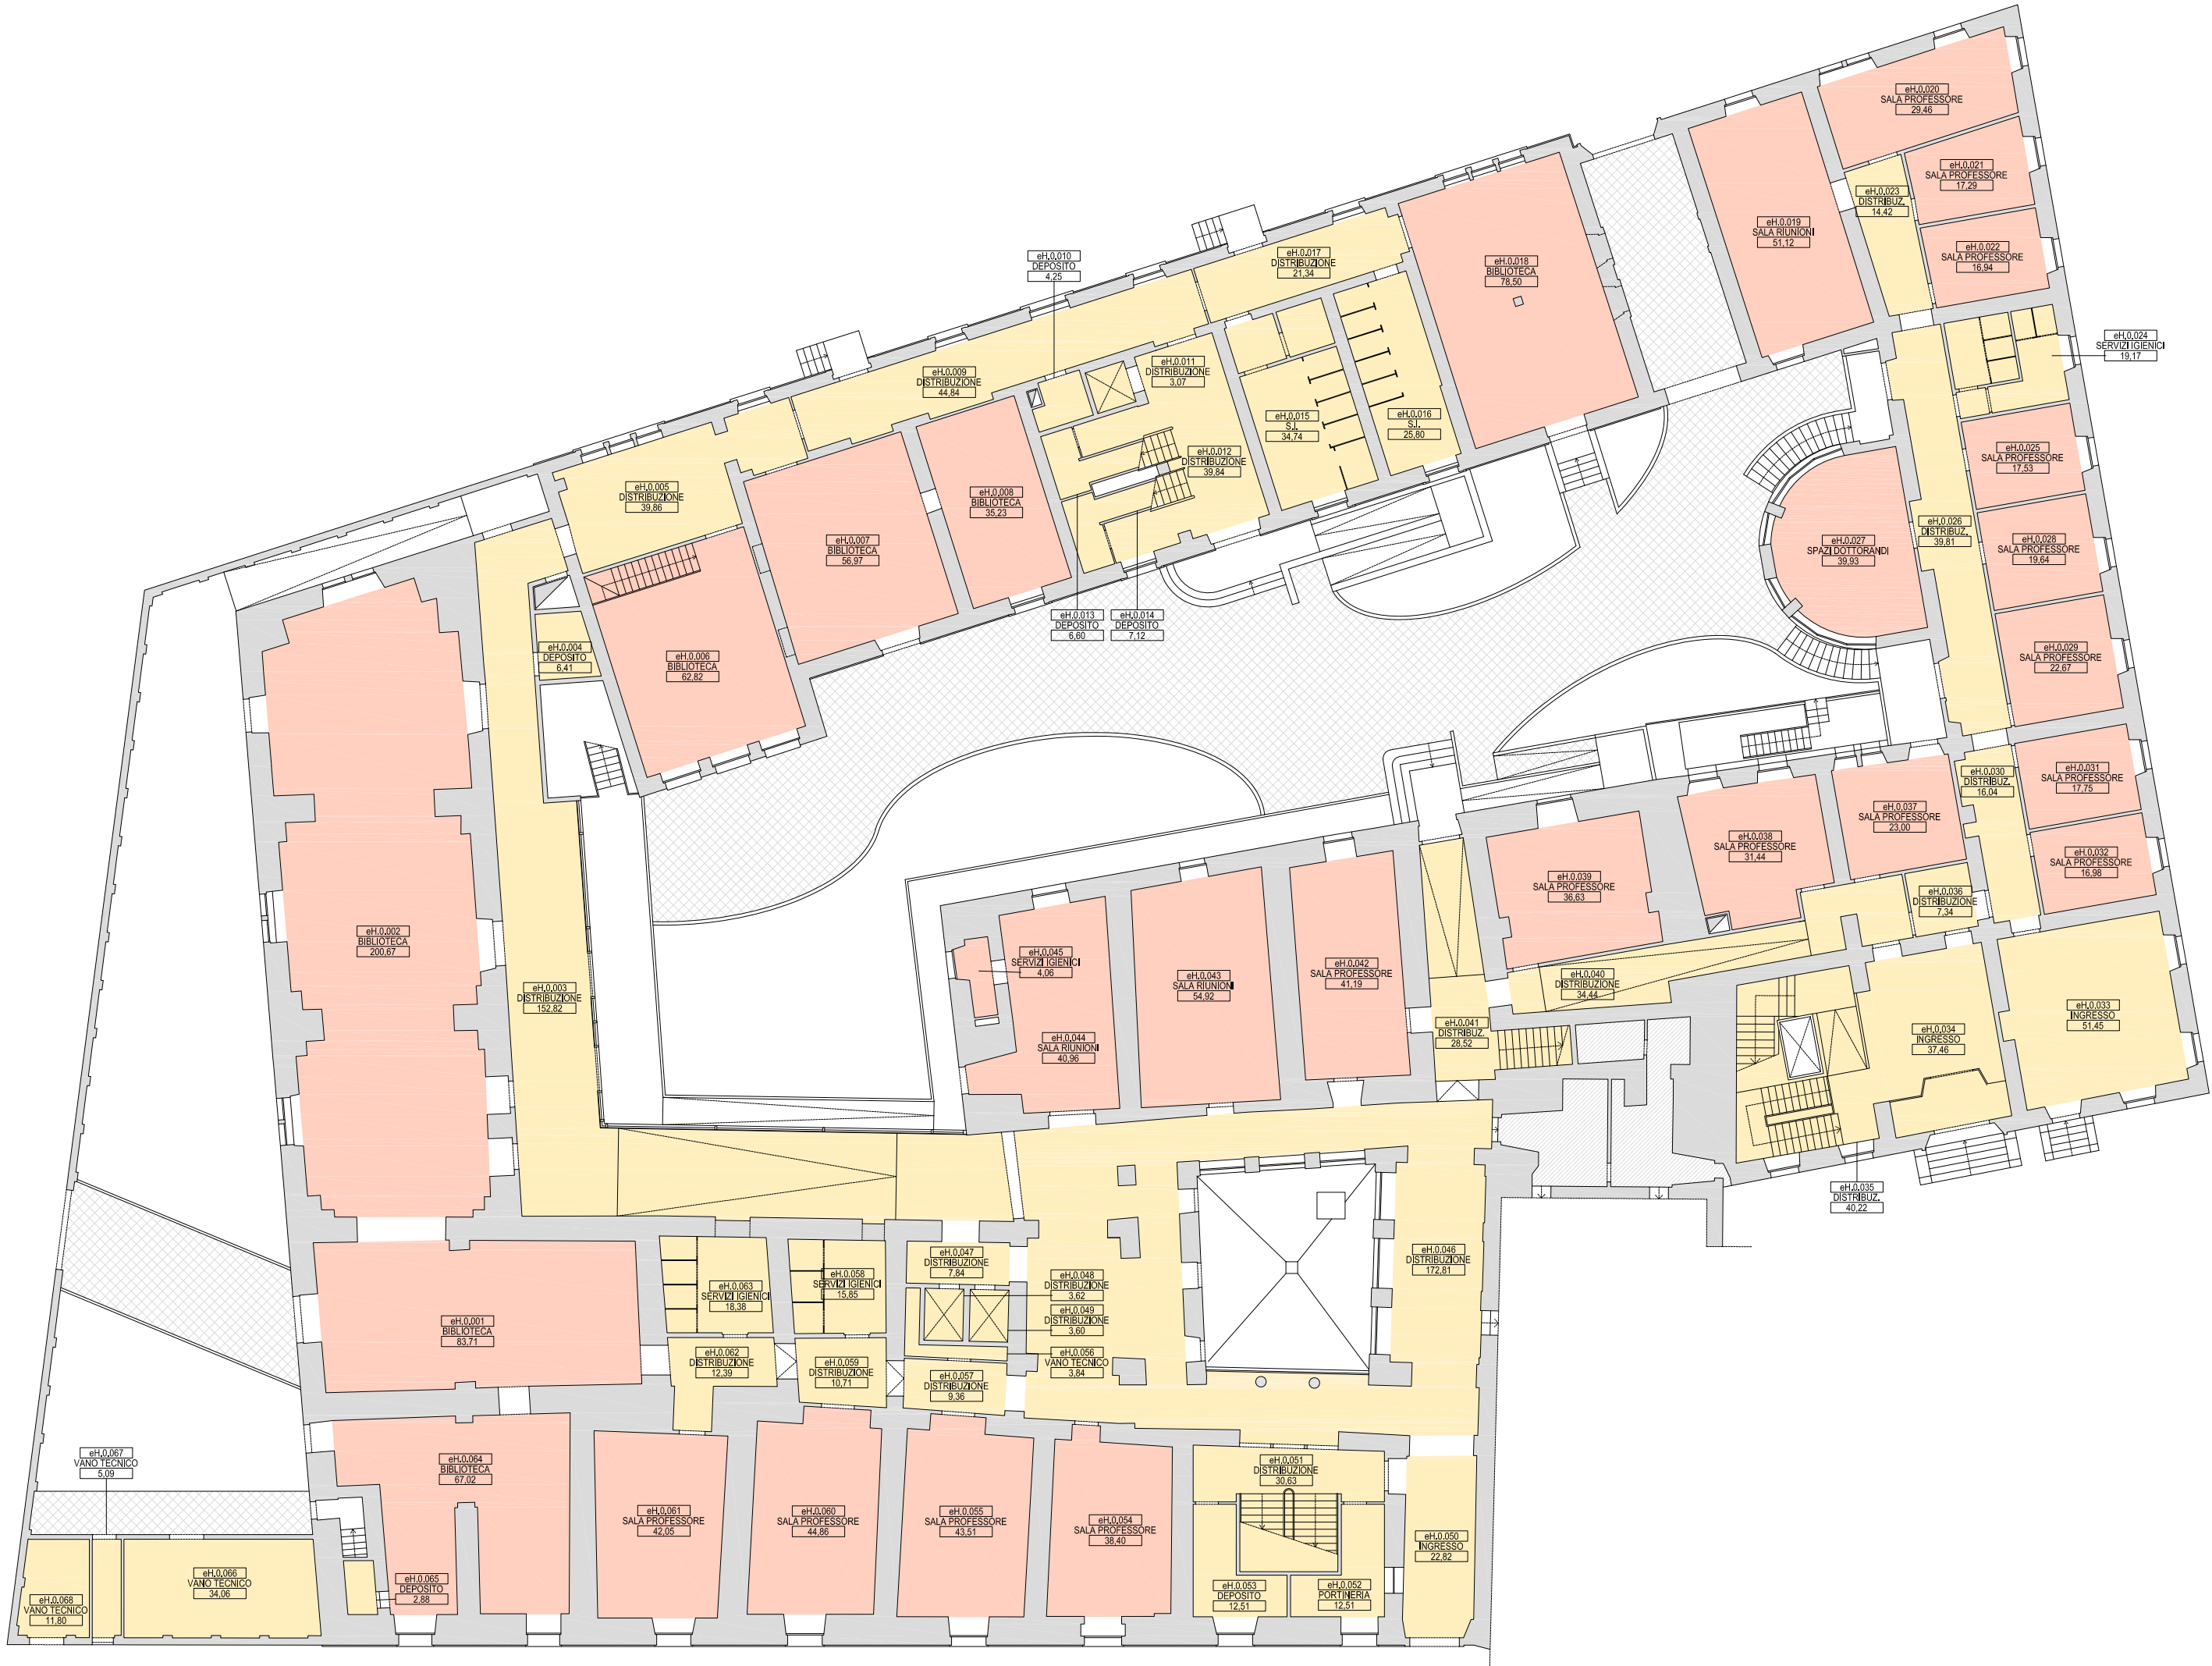 eH.0.020
SALA PROFESSORE
29,46
eH.0.021
SALA PROFESSORE
17,29
eH.0.023
DISTRIBUZ.
14,42
eH.0.019
SALA RIUNIONI
51,12
eH.0.022
SALA PROFESSORE
16,94
eH.0.010
DEPOSITO
4,25
eH.0.017
DISTRIBUZIONE
21,34
eH.0.018
BIBLIOTECA
78,50
eH.0.024
SERVIZI IGIENICI
19,17
eH.0.009
DISTRIBUZIONE
44,84
eH.0.011
DISTRIBUZIONE
3,07
eH.0.015
S.I.
34,74
eH.0.016
S.I.
25,80
eH.0.025
SALA PROFESSORE
17,53
eH.0.012
DISTRIBUZIONE
39,84
eH.0.005
DISTRIBUZIONE
39,86
eH.0.008
BIBLIOTECA
35,23
eH.0.026
DISTRIBUZ.
39,81
eH.0.007
BIBLIOTECA
56,97
eH.0.027
SPAZI DOTTORANDI
39,93
eH.0.028
SALA PROFESSORE
19,64
eH.0.013
DEPOSITO
6,60
eH.0.014
DEPOSITO
7,12
eH.0.004
DEPOSITO
6,41
eH.0.006
BIBLIOTECA
62,82
eH.0.029
SALA PROFESSORE
22,67
eH.0.030
DISTRIBUZ.
16,04
eH.0.031
SALA PROFESSORE
17,75
eH.0.037
SALA PROFESSORE
23,00
eH.0.038
SALA PROFESSORE
31,44
eH.0.032
SALA PROFESSORE
16,98
eH.0.039
SALA PROFESSORE
36,63
eH.0.036
DISTRIBUZIONE
7,34
eH.0.002
BIBLIOTECA
200,67
eH.0.045
SERVIZI IGIENICI
4,06
eH.0.042
SALA PROFESSORE
41,19
eH.0.043
SALA RIUNIONI
54,92
eH.0.040
DISTRIBUZIONE
34,44
eH.0.003
DISTRIBUZIONE
152,82
eH.0.033
INGRESSO
51,45
eH.0.041
DISTRIBUZ.
28,52
eH.0.034
INGRESSO
37,46
eH.0.044
SALA RIUNIONI
40,96
eH.0.035
DISTRIBUZ.
40,22
eH.0.047
DISTRIBUZIONE
7,84
eH.0.046
DISTRIBUZIONE
172,81
eH.0.058
SERVIZI IGIENICI
15,85
eH.0.048
DISTRIBUZIONE
3,62
eH.0.063
SERVIZI IGIENICI
18,38
eH.0.049
DISTRIBUZIONE
3,60
eH.0.001
BIBLIOTECA
83,71
eH.0.062
DISTRIBUZIONE
12,39
eH.0.059
DISTRIBUZIONE
10,71
eH.0.056
VANO TECNICO
3,84
eH.0.057
DISTRIBUZIONE
9,36
eH.0.067
VANO TECNICO
5,09
eH.0.064
BIBLIOTECA
67,02
eH.0.051
DISTRIBUZIONE
30,63
eH.0.061
SALA PROFESSORE
42,05
eH.0.060
SALA PROFESSORE
44,86
eH.0.055
SALA PROFESSORE
43,51
eH.0.054
SALA PROFESSORE
38,40
eH.0.050
INGRESSO
22,82
eH.0.066
VANO TECNICO
34,06
eH.0.065
DEPOSITO
2,88
eH.0.053
DEPOSITO
12,51
eH.0.052
PORTINERIA
12,51
eH.0.068
VANO TECNICO
11,80